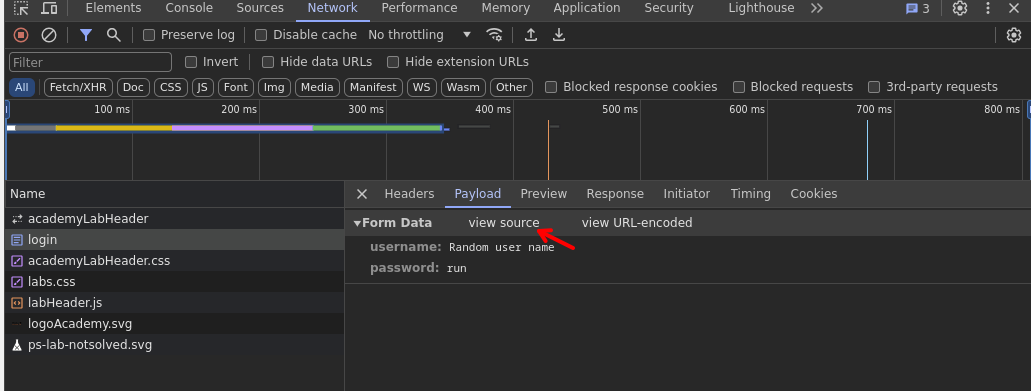 Elements Console Sources Network Performance Memory Application Security Lighthouse 3
Preserve log Disable cache No throttling
Filter Invert Hide data URLs Hide extension URLs
All Fetch/XHR Doc CSS JS Font Img Media Manifest WS Wasm Other Blocked response cookies Blocked requests 3rd-party requests
100 ms 200 ms 300 ms 400 ms 500 ms 600 ms 700 ms 800 ms
Name Headers Payload Preview Response Initiator Timing Cookies
academyLabHeader Form Data view source view URL-encoded
login username: Random user name
academyLabHeader.css password: run
labs.css
labHeader.js
logoAcademy.svg
ps-lab-notsolved.svg